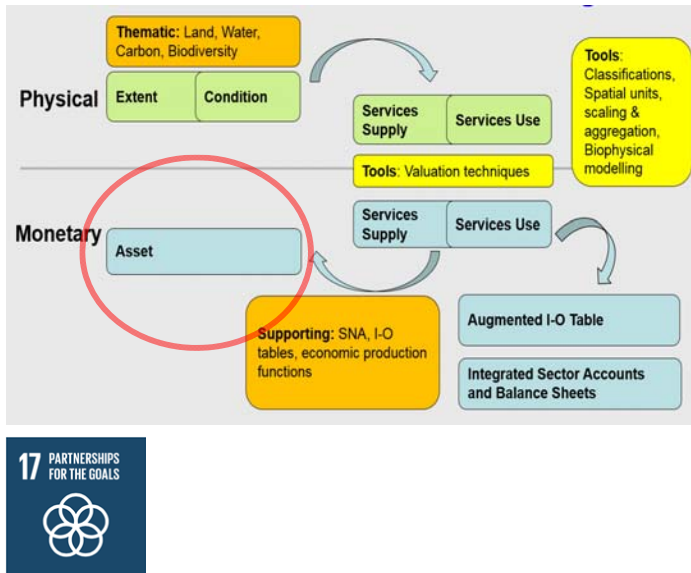 Thematic: Land, Water,
Carbon, Biodiversity
Physical
Extent
Condition
Services
Supply
Services Use
Tools:
Classifications,
Spatial units,
scaling &
aggregation,
Biophysical
modelling
Tools: Valuation techniques
Monetary
Asset
Services
Supply
Services Use
Supporting: SNA, I-O
tables, economic production
functions
Augmented I-O Table
Integrated Sector Accounts
and Balance Sheets
17 PARTNERSHIPS
FOR THE GOALS